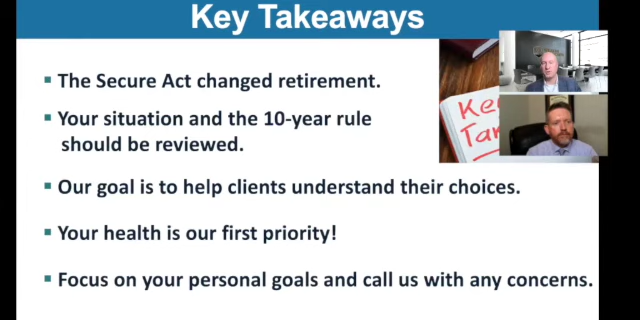 Key Takeaways
The Secure Act changed retirement.
Your situation and the 10-year rule
should be reviewed.
Our goal is to help clients understand their choices.
Your health is our first priority!
Focus on your personal goals and call us with any concerns.